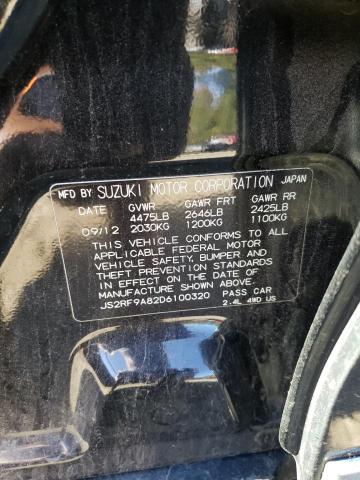 MFD BY SUZUKI MOTOR CORPORATION JAPAN
DATE GVWR GAWR FRT GAWR RR
4475LB 2646LB 2425LB
09/12 2030KG 1200KG 1100KG
THIS VEHICLE CONFORMS TO ALL
APPLICABLE FEDERAL MOTOR
VEHICLE SAFETY, BUMPER AND
THEFT PREVENTION STANDARDS
IN EFFECT ON THE DATE OF
MANUFACTURE SHOWN ABOVE.
JS2RF9A82D6100320 PASS CAR
2.4L 4WD US